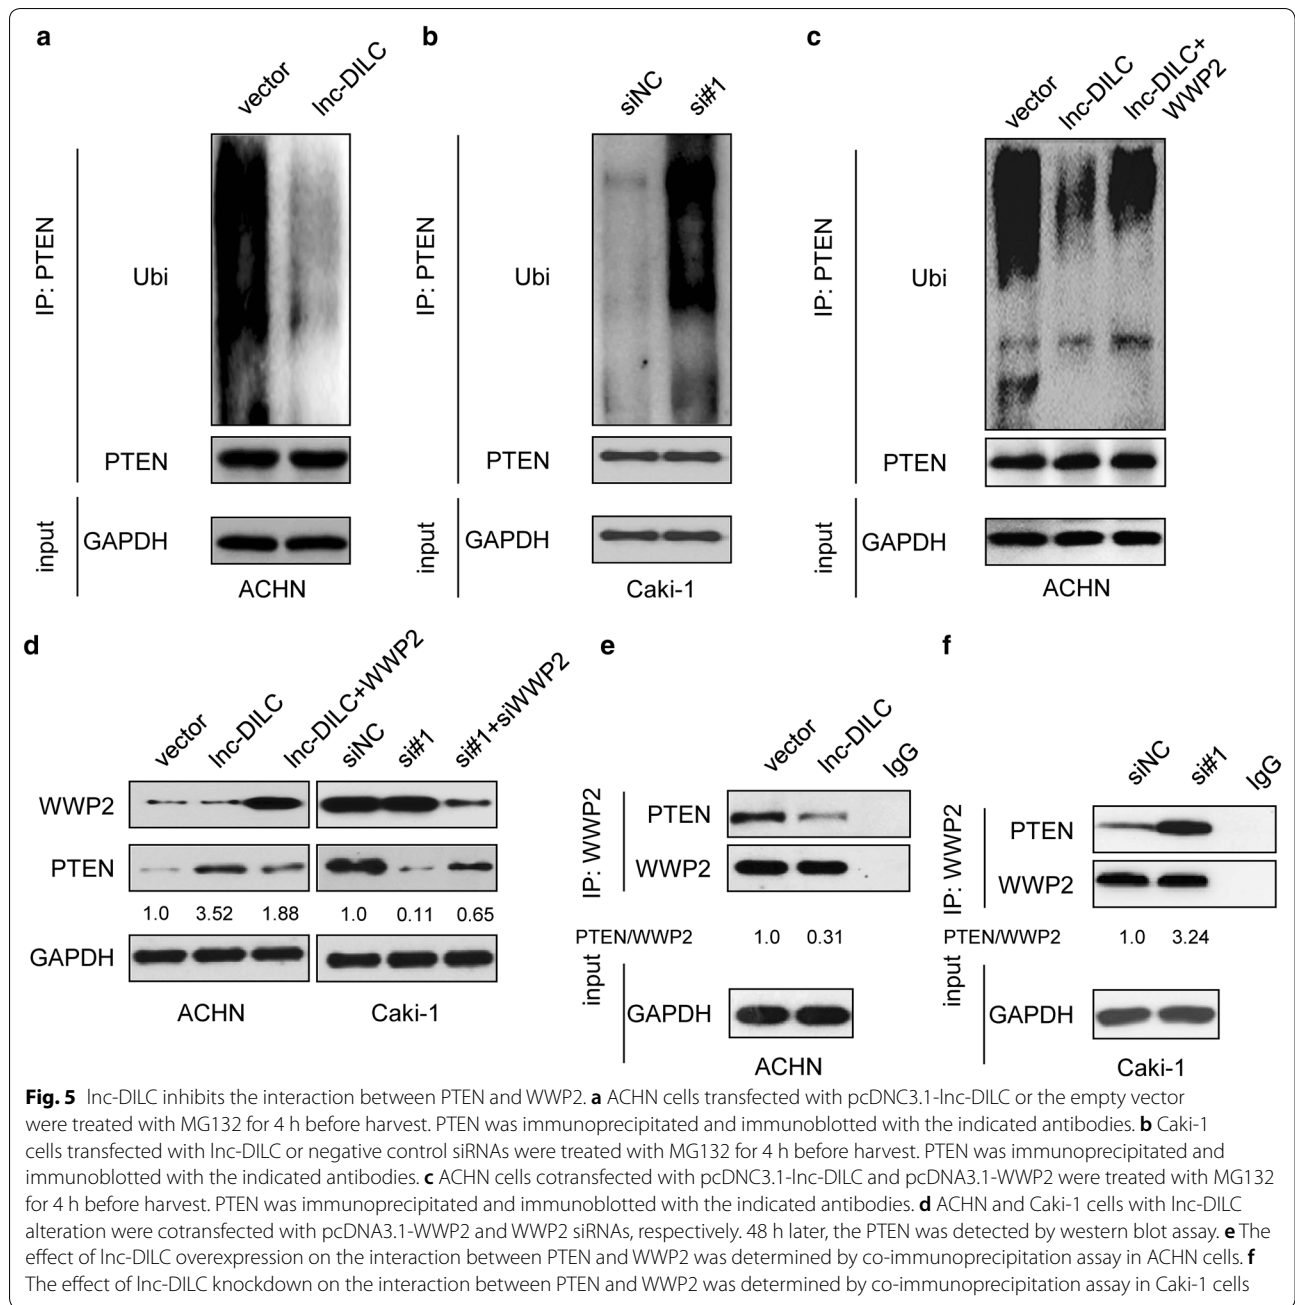 a
b
c
vector
lnc-DILC
siNC
si#1
vector
lnc-DILC
lnc-DILC+
WWP2
IP: PTEN
Ubi
PTEN
input
GAPDH
ACHN
IP: PTEN
Ubi
PTEN
input
GAPDH
Caki-1
IP: PTEN
Ubi
PTEN
input
GAPDH
ACHN
d
vector
lnc-DILC
lnc-DILC+WWP2
siNC
si#1
si#1+siWWP2
WWP2
PTEN
1.0 3.52 1.88 1.0 0.11 0.65
GAPDH
ACHN
Caki-1
e
vector
lnc-DILC
IgG
IP: WWP2
PTEN
WWP2
PTEN/WWP2 1.0 0.31
input
GAPDH
ACHN
f
siNC
si#1
IgG
IP: WWP2
PTEN
WWP2
PTEN/WWP2 1.0 3.24
input
GAPDH
Caki-1
Fig. 5 lnc-DILC inhibits the interaction between PTEN and WWP2. a ACHN cells transfected with pcDNC3.1-lnc-DILC or the empty vector
were treated with MG132 for 4 h before harvest. PTEN was immunoprecipitated and immunoblotted with the indicated antibodies. b Caki-1
cells transfected with lnc-DILC or negative control siRNAs were treated with MG132 for 4 h before harvest. PTEN was immunoprecipitated and
immunoblotted with the indicated antibodies. c ACHN cells cotransfected with pcDNC3.1-lnc-DILC and pcDNA3.1-WWP2 were treated with MG132
for 4 h before harvest. PTEN was immunoprecipitated and immunoblotted with the indicated antibodies. d ACHN and Caki-1 cells with lnc-DILC
alteration were cotransfected with pcDNA3.1-WWP2 and WWP2 siRNAs, respectively. 48 h later, the PTEN was detected by western blot assay. e The
effect of lnc-DILC overexpression on the interaction between PTEN and WWP2 was determined by co-immunoprecipitation assay in ACHN cells. f
The effect of lnc-DILC knockdown on the interaction between PTEN and WWP2 was determined by co-immunoprecipitation assay in Caki-1 cells